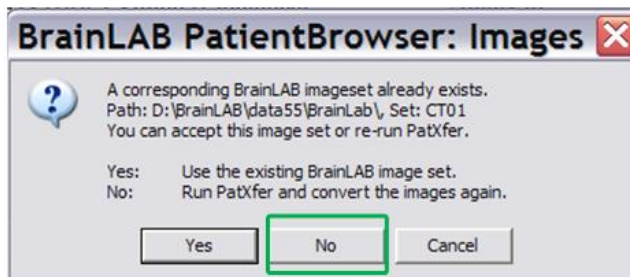 BrainLAB PatientBrowser: Images
A corresponding BrainLAB imageset already exists.
Path: D:\BrainLAB\data55\BrainLab\, Set: CT01
You can accept this image set or re-run PatXfer.
Yes: Use the existing BrainLAB image set.
No: Run PatXfer and convert the images again.
Yes No Cancel